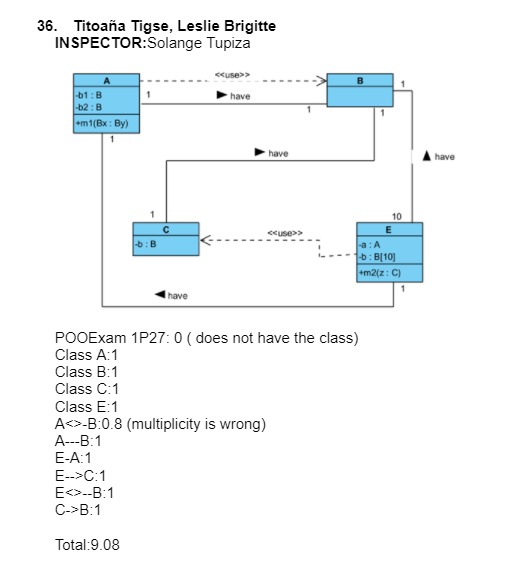 36. Titoaña Tigse, Leslie Brigitte
INSPECTOR:Solange Tupiza
<<use>>
A
B
1
-b1 : B
1
have
-b2 : B
1
1
+m1(Bx : By)
1
have
have
1
10
C
<<use>>
E
-b : B
-a : A
-b : B[10]
+m2(z : C)
have
1
POOExam 1P27: 0 ( does not have the class)
Class A:1
Class B:1
Class C:1
Class E:1
A<>-B:0.8 (multiplicity is wrong)
A---B:1
E-A:1
E-->C:1
E<>--B:1
C->B:1
Total:9.08